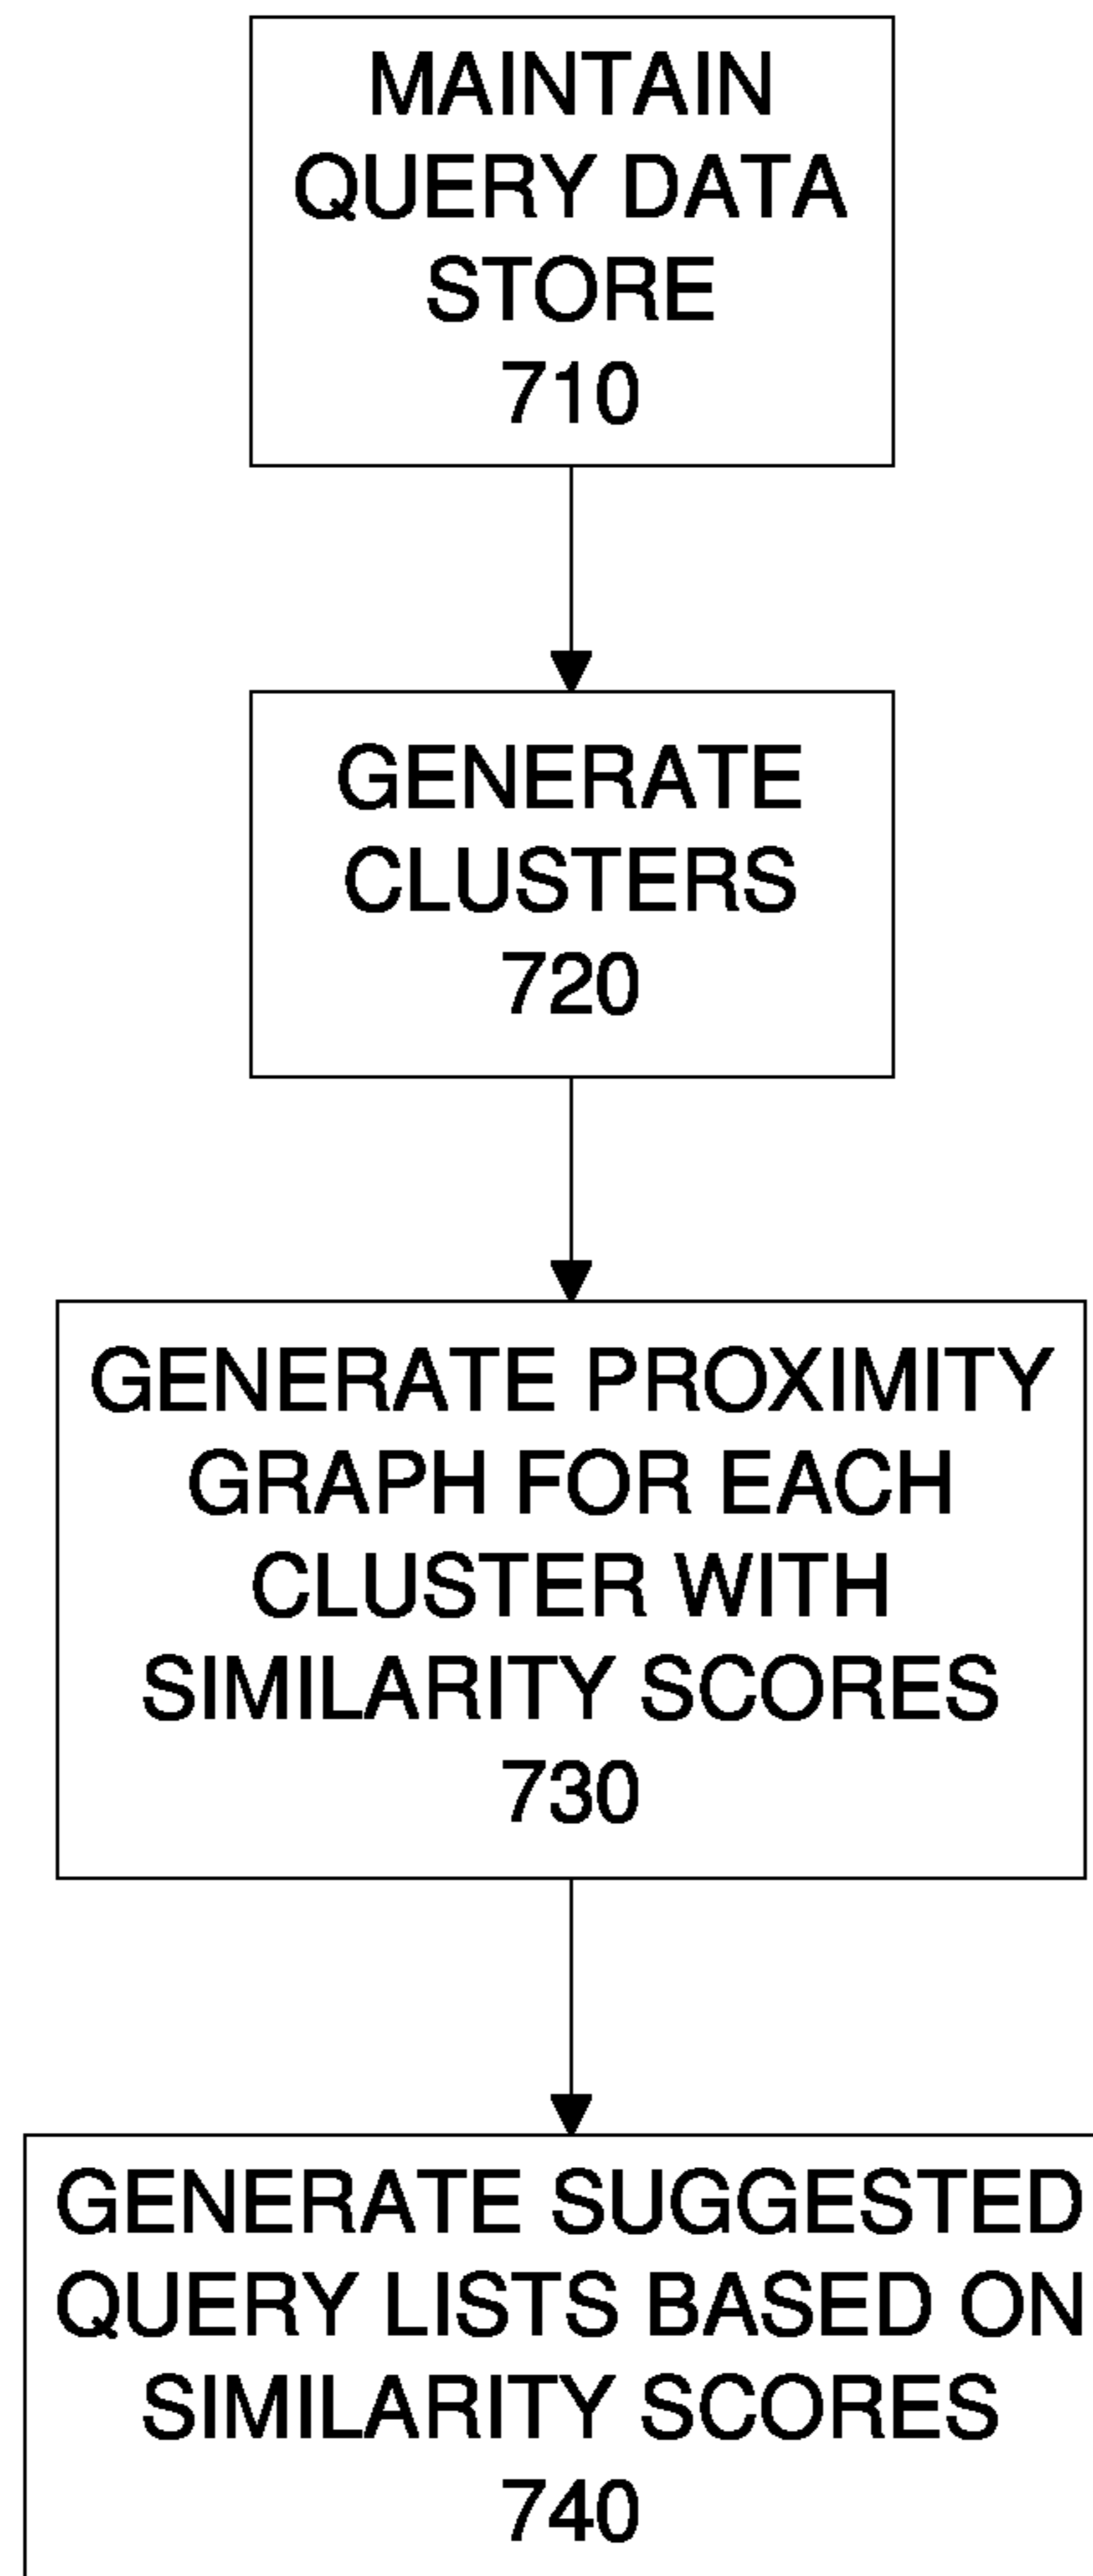 MAINTAIN
QUERY DATA
STORE
710
GENERATE
CLUSTERS
720
GENERATE PROXIMITY
GRAPH FOR EACH
CLUSTER WITH
SIMILARITY SCORES
730
GENERATE SUGGESTED
QUERY LISTS BASED ON
SIMILARITY SCORES
740